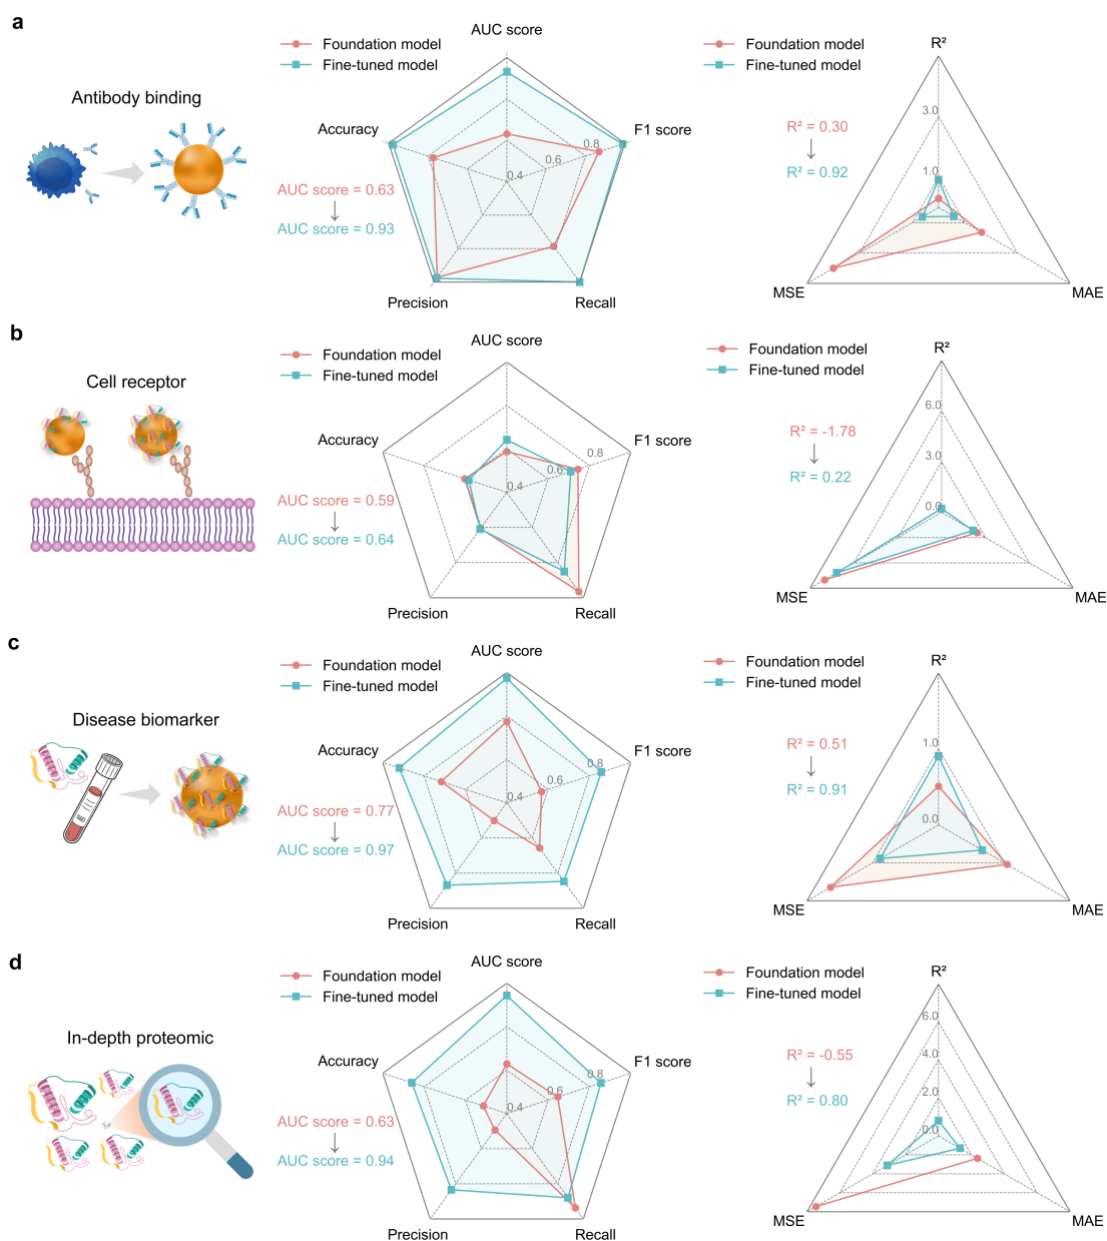 a
Antibody binding
Foundation model
Fine-tuned model
AUC score
F1 score
Recall
Precision
Accuracy
0.8
0.6
0.4
AUC score = 0.63
AUC score = 0.93
Foundation model
Fine-tuned model
R²
MSE
MAE
3.0
1.0
R² = 0.30
R² = 0.92
b
Cell receptor
Foundation model
Fine-tuned model
AUC score
F1 score
Recall
Precision
Accuracy
0.8
0.6
0.4
AUC score = 0.59
AUC score = 0.64
Foundation model
Fine-tuned model
R²
MSE
MAE
6.0
3.0
0.0
R² = -1.78
R² = 0.22
c
Disease biomarker
Foundation model
Fine-tuned model
AUC score
F1 score
Recall
Precision
Accuracy
0.8
0.6
0.4
AUC score = 0.77
AUC score = 0.97
Foundation model
Fine-tuned model
R²
MSE
MAE
1.0
0.0
R² = 0.51
R² = 0.91
d
In-depth proteomic
Foundation model
Fine-tuned model
AUC score
F1 score
Recall
Precision
Accuracy
0.8
0.6
0.4
AUC score = 0.63
AUC score = 0.94
Foundation model
Fine-tuned model
R²
MSE
MAE
6.0
4.0
2.0
0.0
R² = -0.55
R² = 0.80